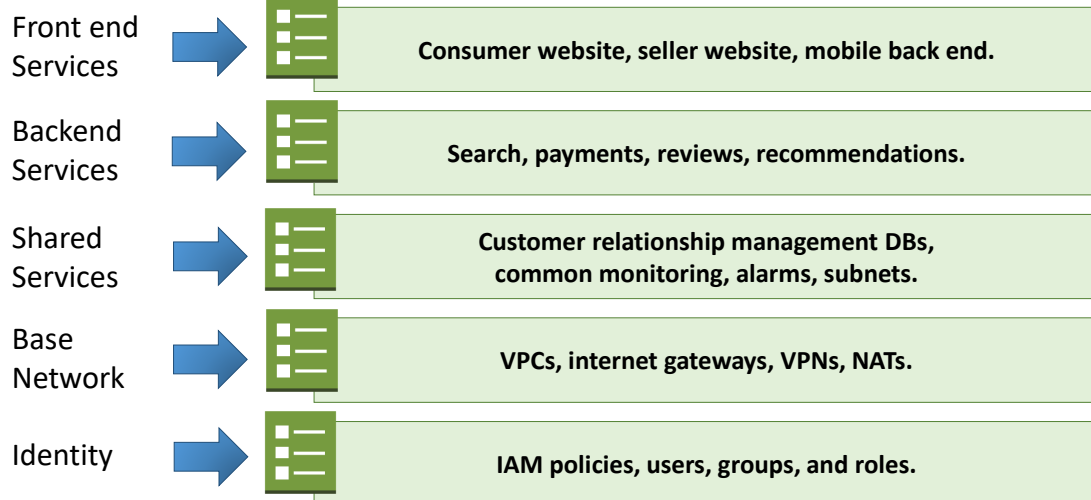 Front end
Services
Consumer website, seller website, mobile back end.
Backend
Services
Search, payments, reviews, recommendations.
Shared
Services
Customer relationship management DBs,
common monitoring, alarms, subnets.
Base
Network
VPCs, internet gateways, VPNs, NATs.
Identity
IAM policies, users, groups, and roles.